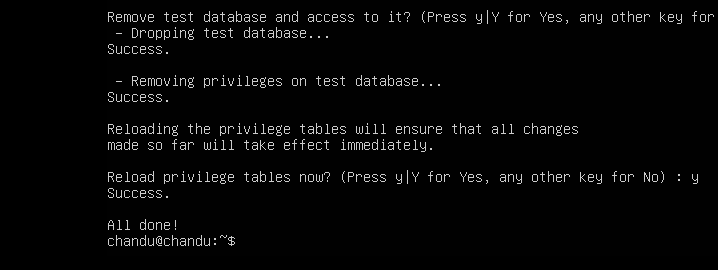 Remove test database and access to it? (Press y|Y for Yes, any other key for
 - Dropping test database...
Success.
 - Removing privileges on test database...
Success.
Reloading the privilege tables will ensure that all changes
made so far will take effect immediately.
Reload privilege tables now? (Press y|Y for Yes, any other key for No) : y
Success.
All done!
chandu@chandu:~$